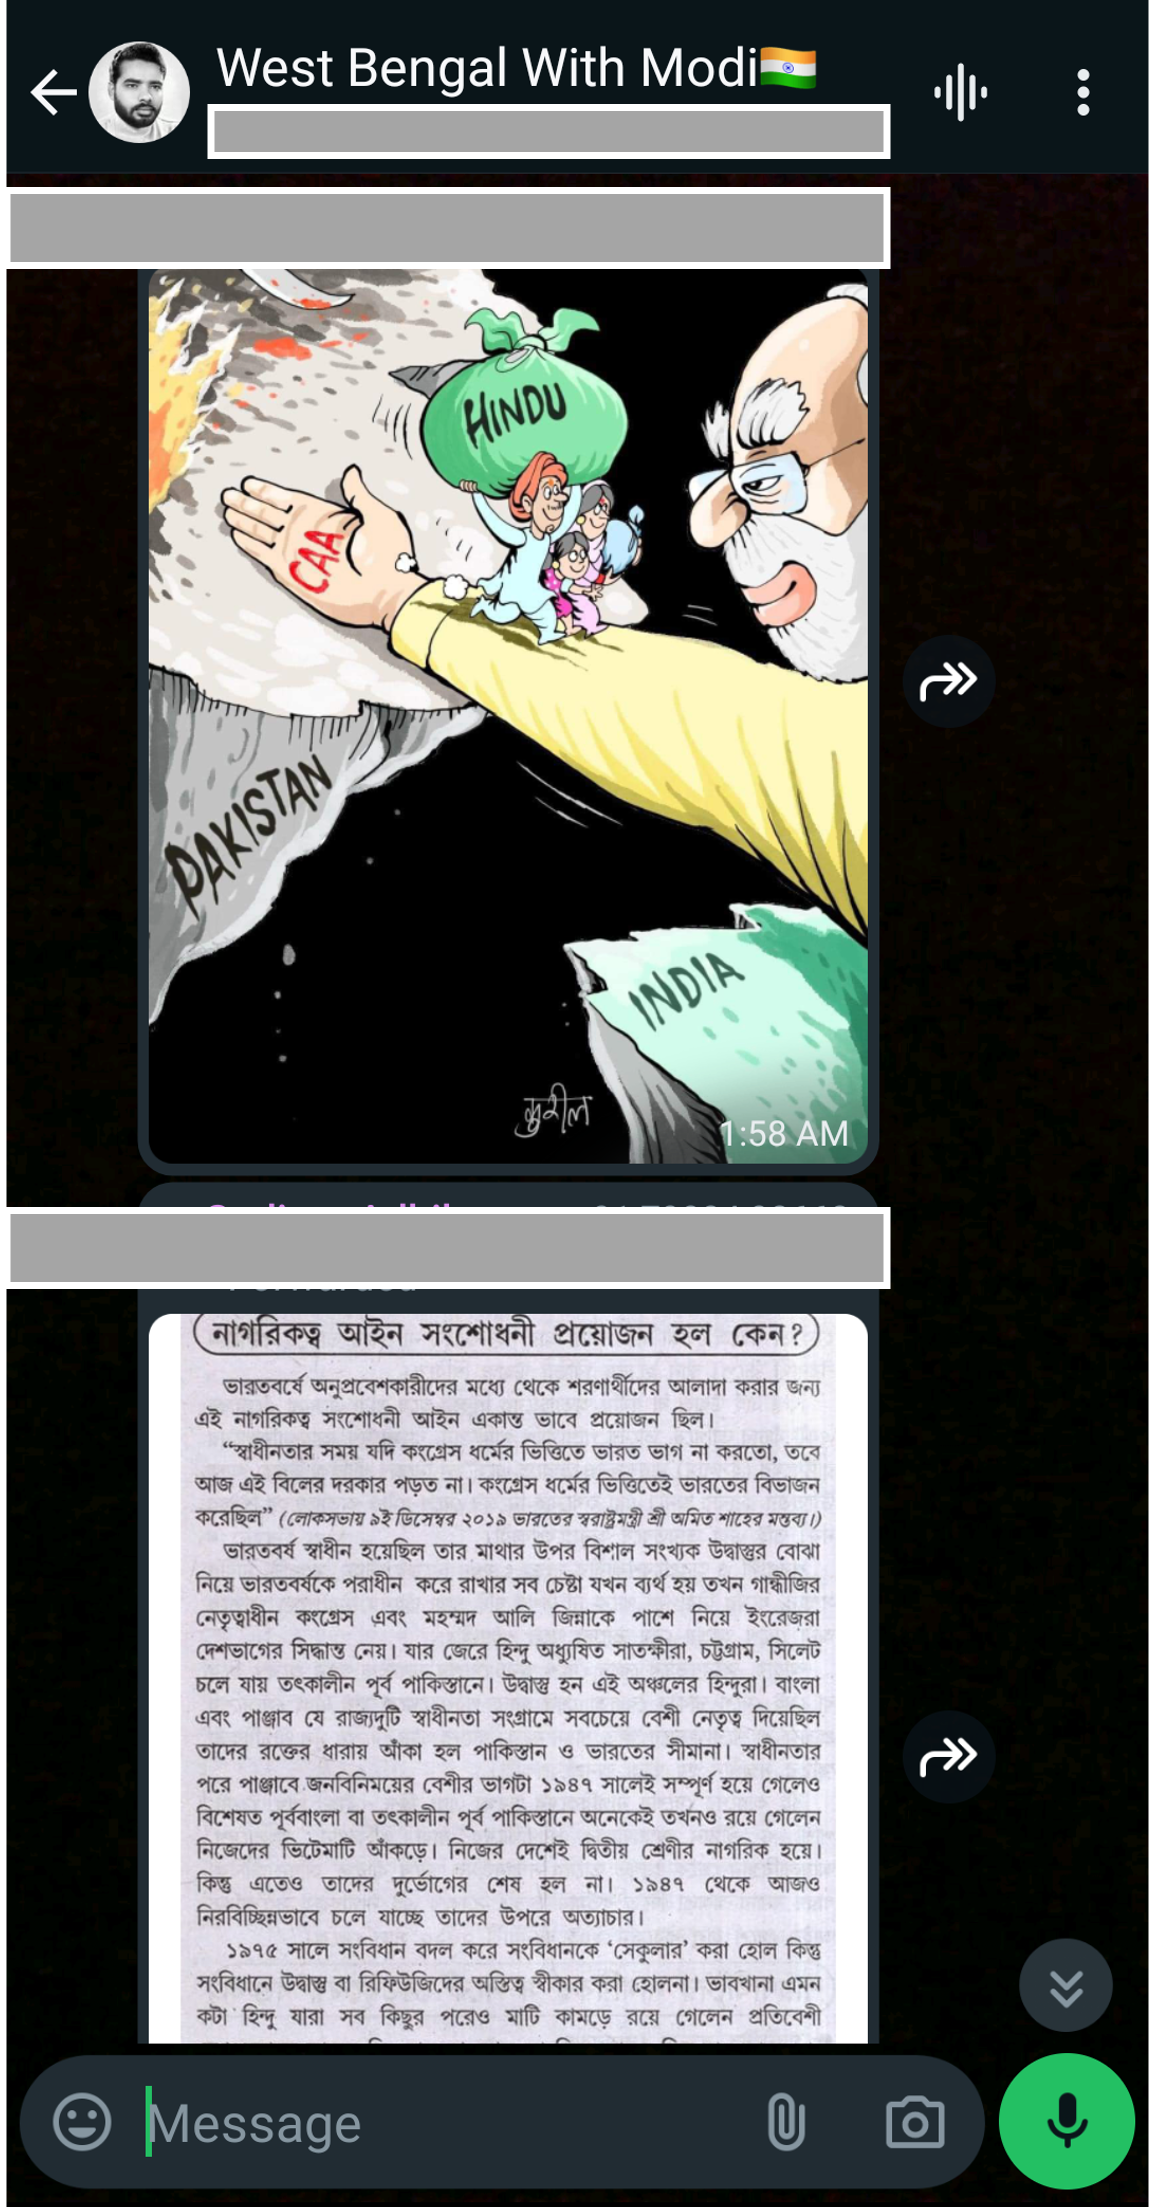 West Bengal With Modi🇮🇳
HINDU
CAA
PAKISTAN
INDIA
1:58 AM
নাগরিকত্ব আইন সংশোধনী প্রয়োজন হল কেন?
ভারতবর্ষে অনুপ্রবেশকারীদের মধ্যে থেকে শরণার্থীদের আলাদা করার জন্য
এই নাগরিকত্ব সংশোধনী আইন একান্ত ভাবে প্রয়োজন ছিল।
“স্বাধীনতার সময় যদি কংগ্রেস ধর্মের ভিত্তিতে ভারত ভাগ না করতো, তবে
আজ এই বিলের দরকার পড়ত না। কংগ্রেস ধর্মের ভিত্তিতেই ভারতের বিভাজন
করেছিল” (লোকসভায় ৯ই ডিসেম্বর ২০১৯ ভারতের স্বরাষ্ট্রমন্ত্রী শ্রী অমিত শাহের মন্তব্য।)
ভারতবর্ষ স্বাধীন হয়েছিল তার মাথার উপর বিশাল সংখ্যক উদ্বাস্তুর বোঝা
নিয়ে ভারতবর্ষকে পরাধীন করে রাখার সব চেষ্টা যখন ব্যর্থ হয় তখন গান্ধীজির
নেতৃত্বাধীন কংগ্রেস এবং মহম্মদ আলি জিন্নাকে পাশে নিয়ে ইংরেজরা
দেশভাগের সিদ্ধান্ত নেয়। যার জেরে হিন্দু অধ্যুষিত সাতক্ষীরা, চট্টগ্রাম, সিলেট
চলে যায় তৎকালীন পূর্ব পাকিস্তানে। উদ্বাস্তু হন এই অঞ্চলের হিন্দুরা। বাংলা
এবং পাঞ্জাব যে রাজ্যদুটি স্বাধীনতা সংগ্রামে সবচেয়ে বেশী নেতৃত্ব দিয়েছিল
তাদের রক্তের ধারায় আঁকা হল পাকিস্তান ও ভারতের সীমানা। স্বাধীনতার
পরে পাঞ্জাবে জনবিনিময়ের বেশীর ভাগটা ১৯৪৭ সালেই সম্পূর্ণ হয়ে গেলেও
বিশেষত পূর্ববাংলা বা তৎকালীন পূর্ব পাকিস্তানে অনেকেই তখনও রয়ে গেলেন
নিজেদের ভিটেমাটি আঁকড়ে। নিজের দেশেই দ্বিতীয় শ্রেণীর নাগরিক হয়ে।
কিন্তু এতেও তাদের দুর্ভোগের শেষ হল না। ১৯৪৭ থেকে আজও
নিরবিচ্ছিন্নভাবে চলে যাচ্ছে তাদের উপরে অত্যাচার।
১৯৭৫ সালে সংবিধান বদল করে সংবিধানকে ‘সেকুলার’ করা হোল কিন্তু
সংবিধানে উদ্বাস্তু বা রিফিউজিদের অস্তিত্ব স্বীকার করা হোলনা। ভাবখানা এমন
কটা হিন্দু যারা সব কিছুর পরেও মাটি কামড়ে রয়ে গেলেন প্রতিবেশী
Message